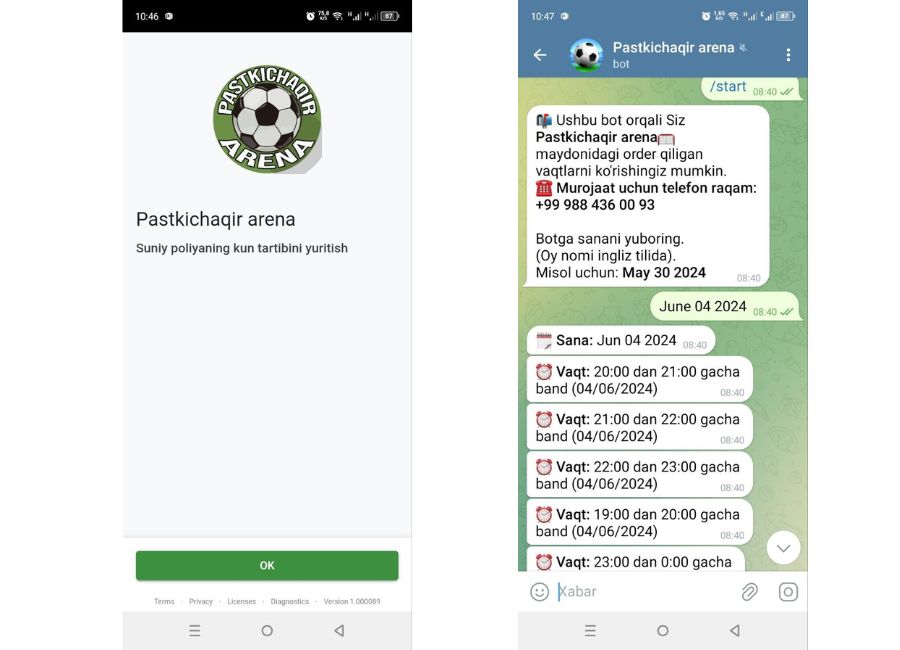 10:46
75,8 K/S
H
H
87
PASTKICHAQIR
ARENA
Pastkichaqir arena
Suniy poliyaning kun tartibini yuritish
OK
Terms · Privacy · Licenses · Diagnostics · Version 1.000089
10:47
1,65 K/S
H
E
87
Pastkichaqir arena
bot
/start 08:40
Ushbu bot orqali Siz
Pastkichaqir arena
maydonidagi order qiligan
vaqtlarni ko'rishingiz mumkin.
Murojaat uchun telefon raqam:
+99 988 436 00 93
Botga sanani yuboring.
(Oy nomi ingliz tilida).
Misol uchun: May 30 2024 08:40
June 04 2024 08:40
Sana: Jun 04 2024 08:40
Vaqt: 20:00 dan 21:00 gacha
band (04/06/2024) 08:40
Vaqt: 21:00 dan 22:00 gacha
band (04/06/2024) 08:40
Vaqt: 22:00 dan 23:00 gacha
band (04/06/2024) 08:40
Vaqt: 19:00 dan 20:00 gacha
band (04/06/2024) 08:40
Vaqt: 23:00 dan 0:00 gacha
Xabar